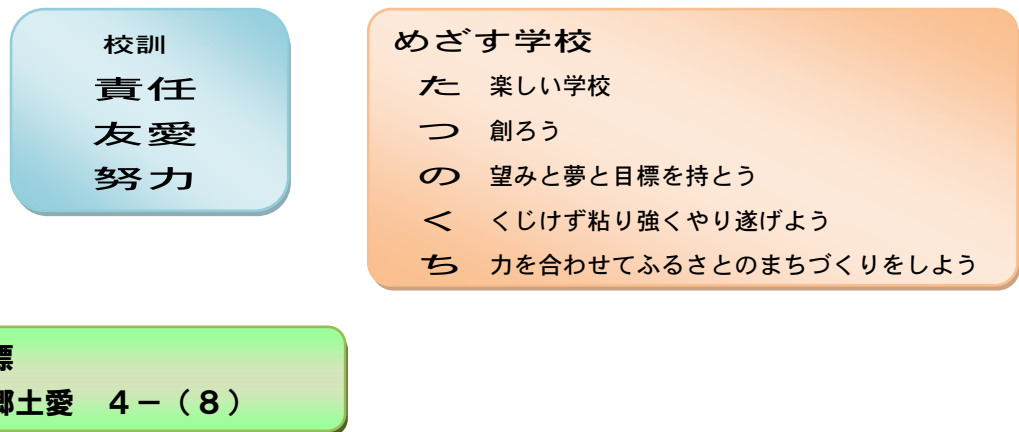 校訓
責任
友愛
努力
めざす学校
た 楽しい学校
つ 創ろう
の 望みと夢と目標を持とう
く くじけず粘り強くやり遂げよう
ち 力を合わせてふるさとのまちづくりをしよう
標
郷土愛 4-(8)